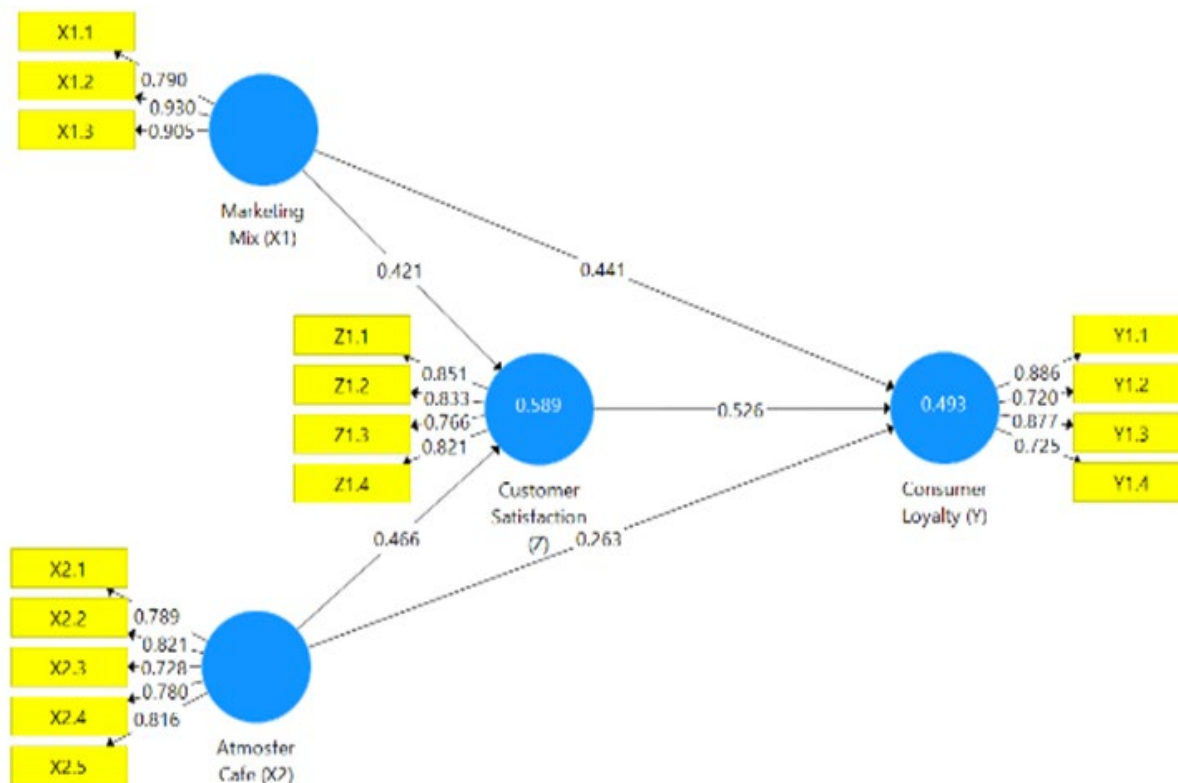 X1.1
X1.2
X1.3
0.790
0.930
0.905
Marketing
Mix (X1)
0.421
0.441
Z1.1
Z1.2
Z1.3
Z1.4
0.851
0.833
0.766
0.821
0.589
Customer
Satisfaction
(Z)
0.526
0.493
Consumer
Loyalty (Y)
0.886
0.720
0.877
0.725
Y1.1
Y1.2
Y1.3
Y1.4
0.466
0.263
X2.1
X2.2
X2.3
X2.4
X2.5
0.789
0.821
0.728
0.780
0.816
Atmosfer
Cafe (X2)